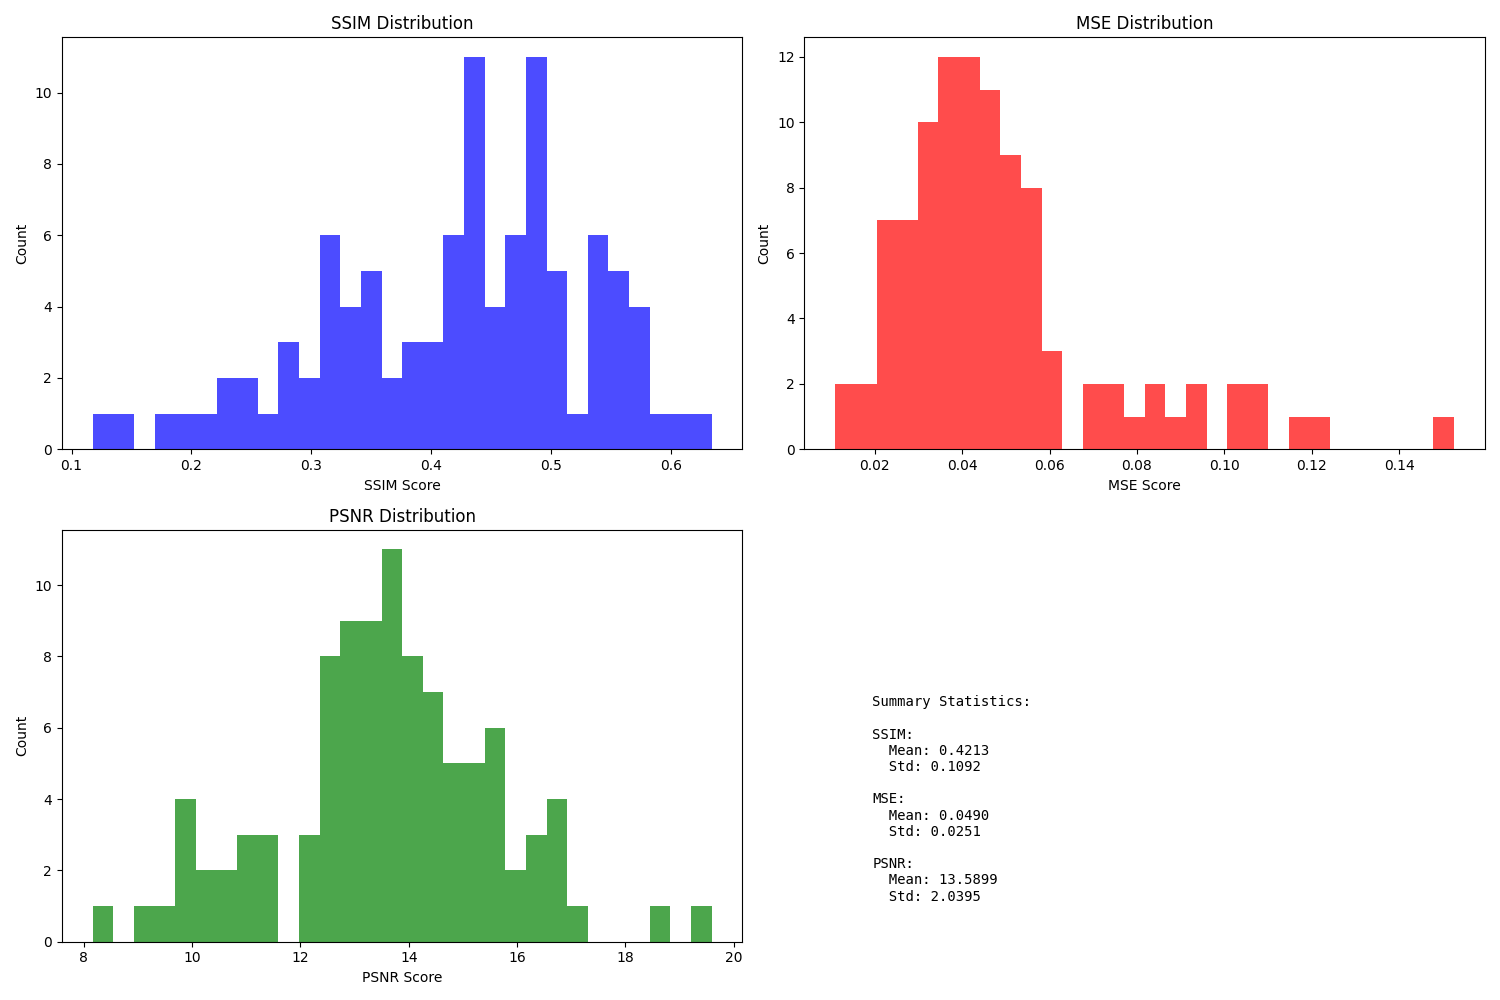 SSIM Distribution
10
8
6
4
2
0
Count
0.1 0.2 0.3 0.4 0.5 0.6
SSIM Score
MSE Distribution
12
10
8
6
4
2
0
Count
0.02 0.04 0.06 0.08 0.10 0.12 0.14
MSE Score
PSNR Distribution
10
8
6
4
2
0
Count
8 10 12 14 16 18 20
PSNR Score
Summary Statistics:
SSIM:
Mean: 0.4213
Std: 0.1092
MSE:
Mean: 0.0490
Std: 0.0251
PSNR:
Mean: 13.5899
Std: 2.0395